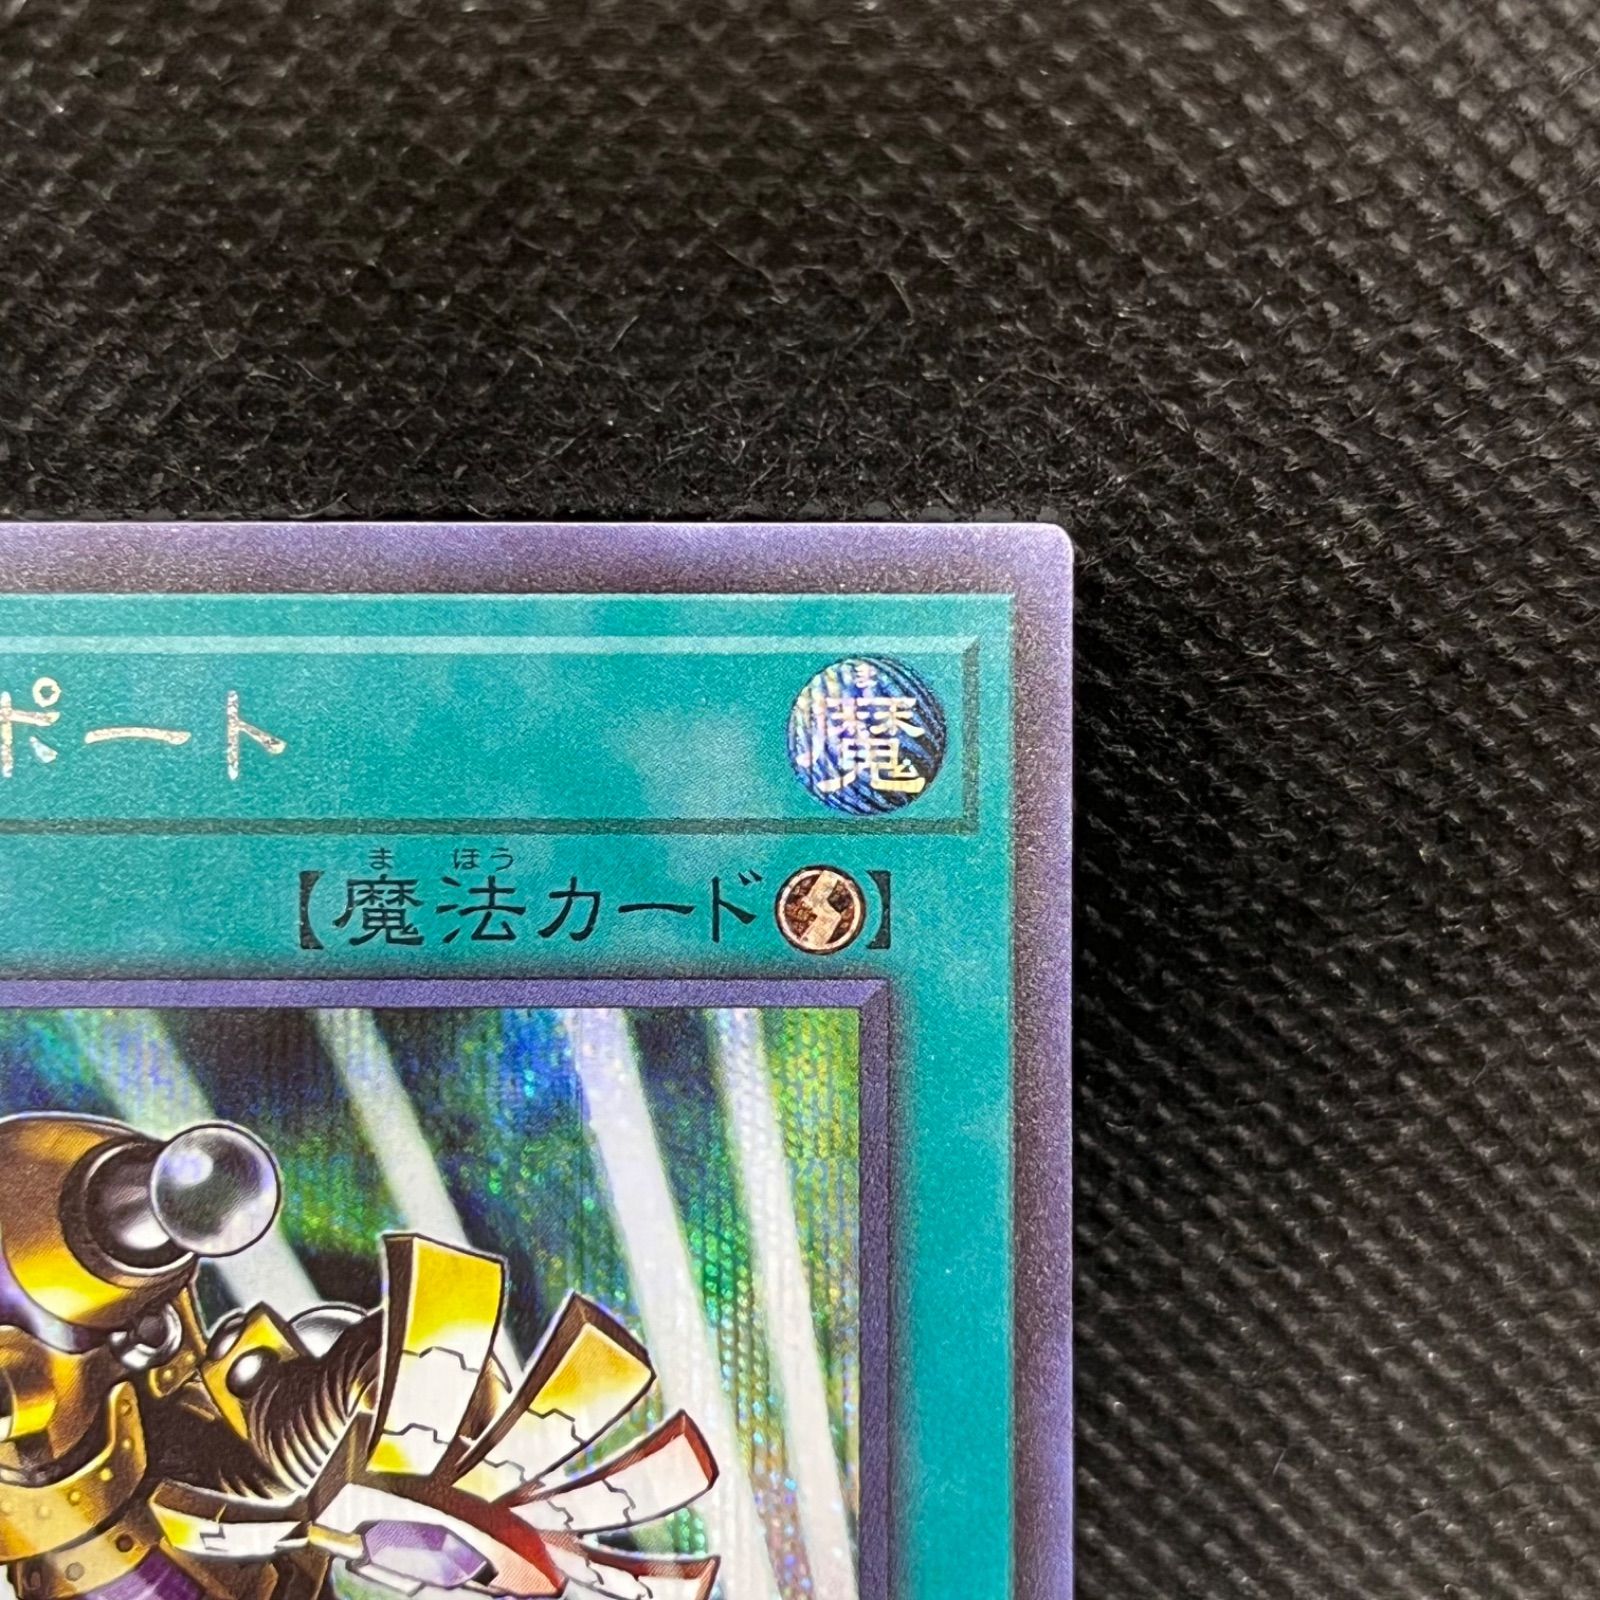 ポート
魔
ま ほう
【魔法カード】